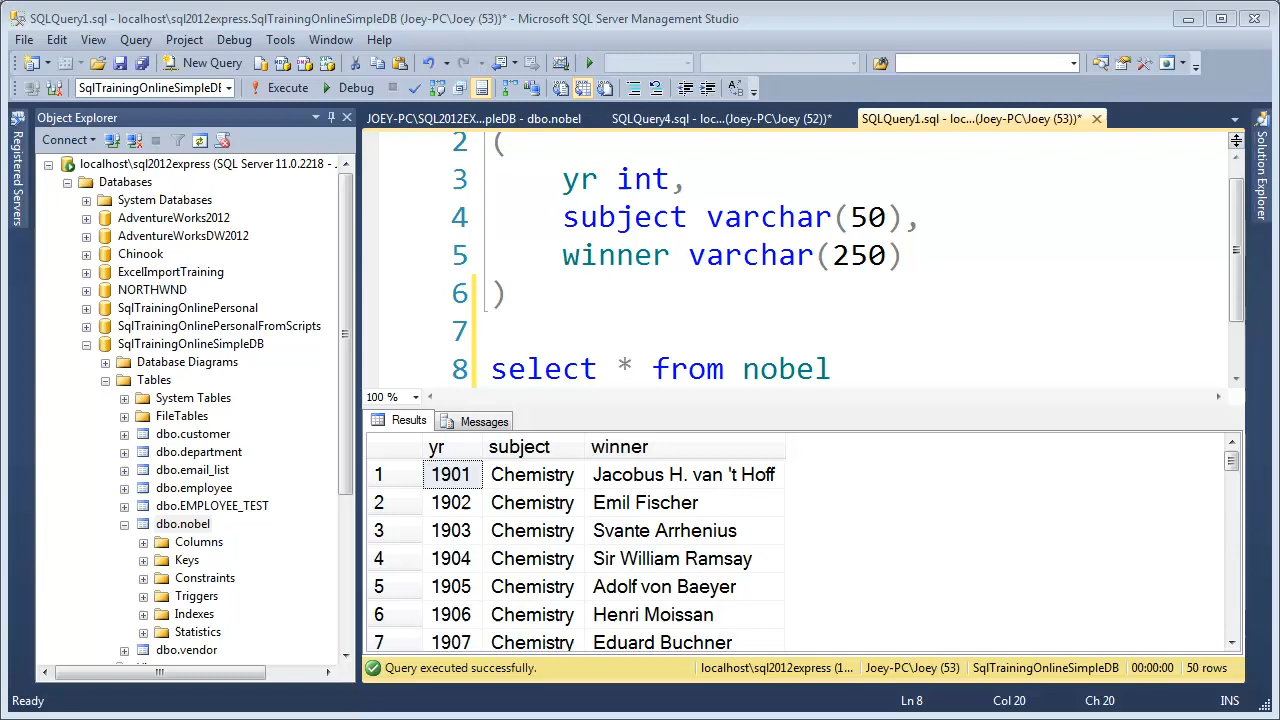 SQLQuery1.sql - localhost\sql2012express.SqlTrainingOnlineSimpleDB (Joey-PC\Joey (53))* - Microsoft SQL Server Management Studio
File Edit View Query Project Debug Tools Window Help
New Query
SqlTrainingOnlineSimpleDE Execute Debug
Registered Servers
Object Explorer
Connect
localhost\sql2012express (SQL Server 11.0.2218 -
Databases
System Databases
AdventureWorks2012
AdventureWorksDW2012
Chinook
ExcelImportTraining
NORTHWND
SqlTrainingOnlinePersonal
SqlTrainingOnlinePersonalFromScripts
SqlTrainingOnlineSimpleDB
Database Diagrams
Tables
System Tables
FileTables
dbo.customer
dbo.department
dbo.email_list
dbo.employee
dbo.EMPLOYEE_TEST
dbo.nobel
Columns
Keys
Constraints
Triggers
Indexes
Statistics
dbo.vendor
JOEY-PC\SQL2012EX...pleDB - dbo.nobel SQLQuery4.sql - loc...(Joey-PC\Joey (52))* SQLQuery1.sql - loc...(Joey-PC\Joey (53))*
2 (
3 yr int,
4 subject varchar(50),
5 winner varchar(250)
6 )
7
8 select * from nobel
100 %
Results Messages
yr subject winner
1 1901 Chemistry Jacobus H. van 't Hoff
2 1902 Chemistry Emil Fischer
3 1903 Chemistry Svante Arrhenius
4 1904 Chemistry Sir William Ramsay
5 1905 Chemistry Adolf von Baeyer
6 1906 Chemistry Henri Moissan
7 1907 Chemistry Eduard Buchner
Query executed successfully. localhost\sql2012express (1... Joey-PC\Joey (53) SqlTrainingOnlineSimpleDB 00:00:00 50 rows
Solution Explorer
Ready Ln 8 Col 20 Ch 20 INS